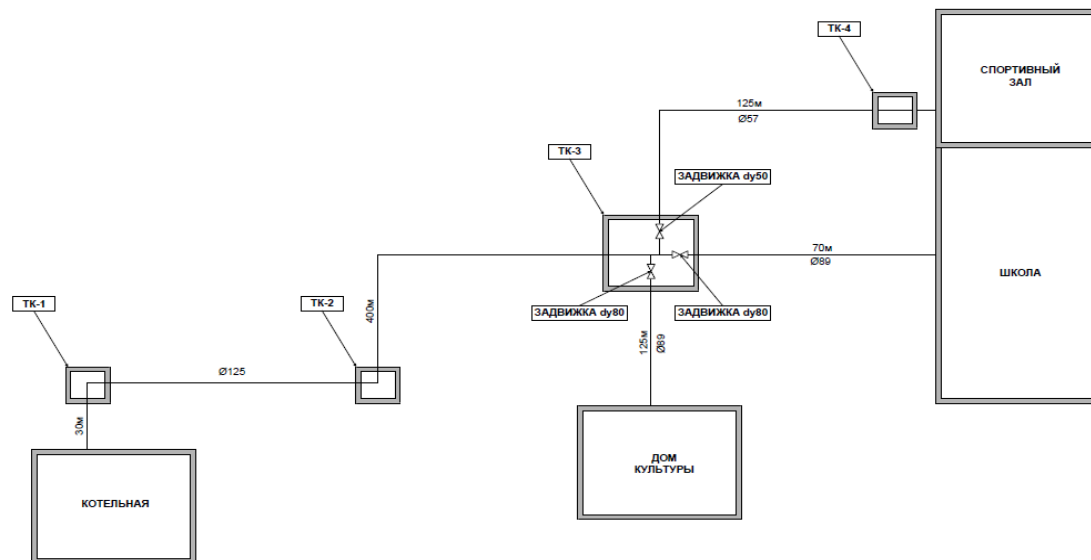 ТК-4
СПОРТИВНЫЙ
ЗАЛ
125м
Ø57
ТК-3
ЗАДВИЖКА dy50
70м
Ø89
ШКОЛА
ТК-1
ТК-2
400м
ЗАДВИЖКА dy80
ЗАДВИЖКА dy80
125м
Ø89
Ø125
30м
ДОМ
КУЛЬТУРЫ
КОТЕЛЬНАЯ